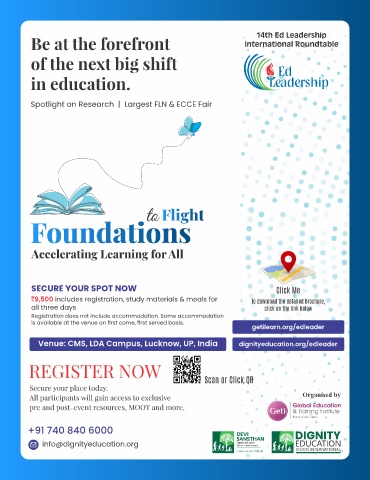 Be at the forefront
of the next big shift
in education.
Spotlight on Research | Largest FLN & ECCE Fair
14th Ed Leadership
International Roundtable
Ed
Leadership
to Flight
Foundations
Accelerating Learning for All
SECURE YOUR SPOT NOW
₹9,500 includes registration, study materials & meals for
all three days
Registration does not include accommodation. Some accommodation
is available at the venue on first come, first served basis.
Venue: CMS, LDA Campus, Lucknow, UP, India
Click Me
To download the detailed brochure,
click on the link below
getilearn.org/edleader
dignityeducation.org/edleader
REGISTER NOW
Secure your place today.
All participants will gain access to exclusive
pre and post-event resources, MOOT and more.
Scan or Click QR
+91 740 840 6000
info@dignityeducation.org
Organised by
Geti
Global Education
& Training Institute
DEVI
SANSTHAN
DIGNITY
EDUCATION